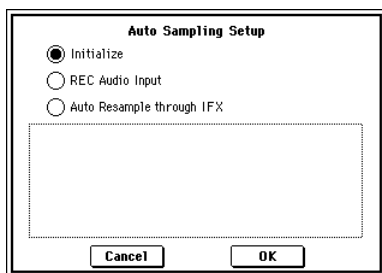 Auto Sampling Setup
Initialize
REC Audio Input
Auto Resample through IFX
Cancel OK